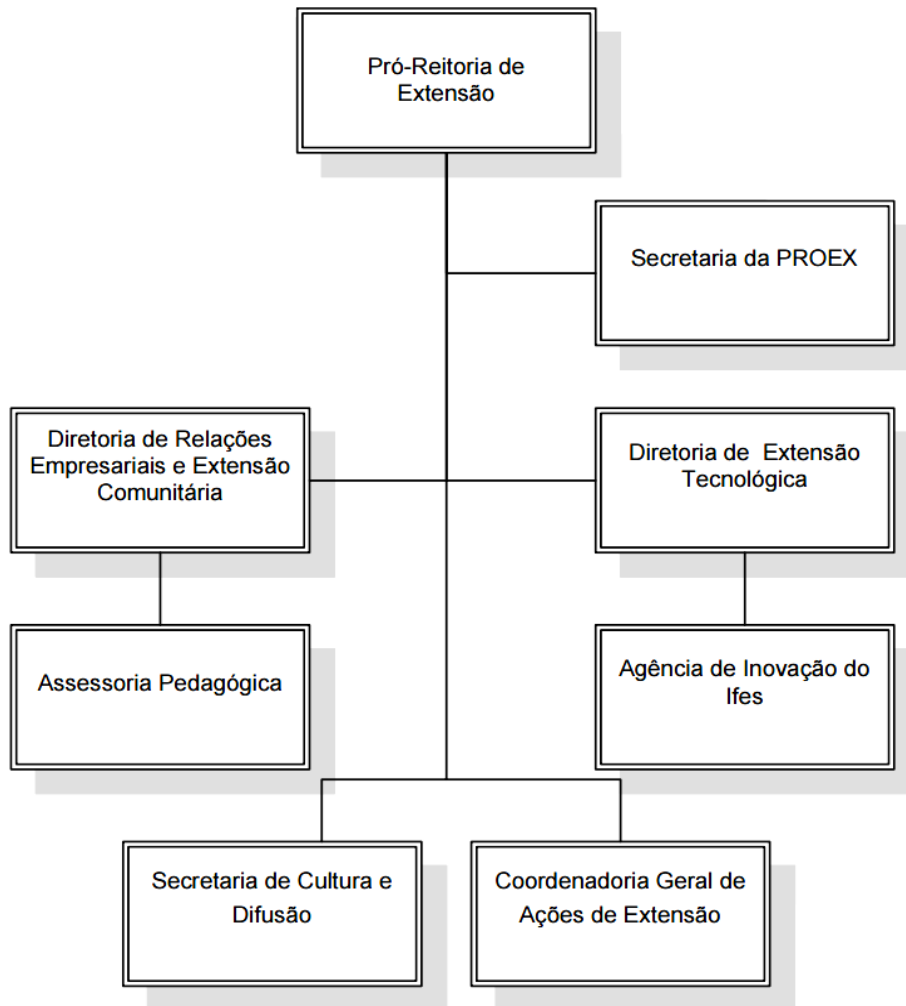 Pró-Reitoria de
Extensão
Secretaria da PROEX
Diretoria de Relações
Empresariais e Extensão
Comunitária
Diretoria de Extensão
Tecnológica
Assessoria Pedagógica
Agência de Inovação do
Ifes
Secretaria de Cultura e
Difusão
Coordenadoria Geral de
Ações de Extensão